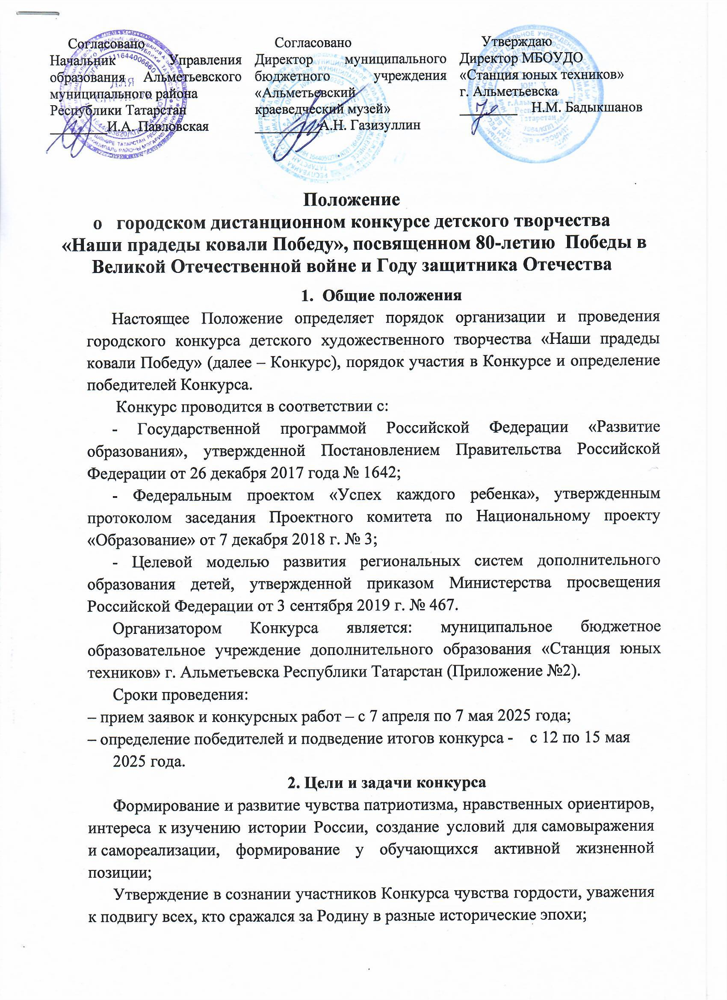 Согласовано
Начальник Управления
образования Альметьевского
муниципального района
Республики Татарстан
И.А. Павловская
Согласовано
Директор муниципального
бюджетного учреждения
«Альметьевский
краеведческий музей»
А.Н. Газизуллин
Утверждаю
Директор МБОУДО
«Станция юных техников»
г. Альметьевска
Н.М. Бадыкшанов
Положение
о городском дистанционном конкурсе детского творчества
«Наши прадеды ковали Победу», посвященном 80-летию Победы в
Великой Отечественной войне и Году защитника Отечества
1. Общие положения
Настоящее Положение определяет порядок организации и проведения
городского конкурса детского художественного творчества «Наши прадеды
ковали Победу» (далее – Конкурс), порядок участия в Конкурсе и определение
победителей Конкурса.
Конкурс проводится в соответствии с:
- Государственной программой Российской Федерации «Развитие
образования», утвержденной Постановлением Правительства Российской
Федерации от 26 декабря 2017 года № 1642;
- Федеральным проектом «Успех каждого ребенка», утвержденным
протоколом заседания Проектного комитета по Национальному проекту
«Образование» от 7 декабря 2018 г. № 3;
- Целевой моделью развития региональных систем дополнительного
образования детей, утвержденной приказом Министерства просвещения
Российской Федерации от 3 сентября 2019 г. № 467.
Организатором Конкурса является: муниципальное бюджетное
образовательное учреждение дополнительного образования «Станция юных
техников» г. Альметьевска Республики Татарстан (Приложение №2).
Сроки проведения:
– прием заявок и конкурсных работ – с 7 апреля по 7 мая 2025 года;
– определение победителей и подведение итогов конкурса - с 12 по 15 мая
2025 года.
2. Цели и задачи конкурса
Формирование и развитие чувства патриотизма, нравственных ориентиров,
интереса к изучению истории России, создание условий для самовыражения
и самореализации, формирование у обучающихся активной жизненной
позиции;
Утверждение в сознании участников Конкурса чувства гордости, уважения
к подвигу всех, кто сражался за Родину в разные исторические эпохи;